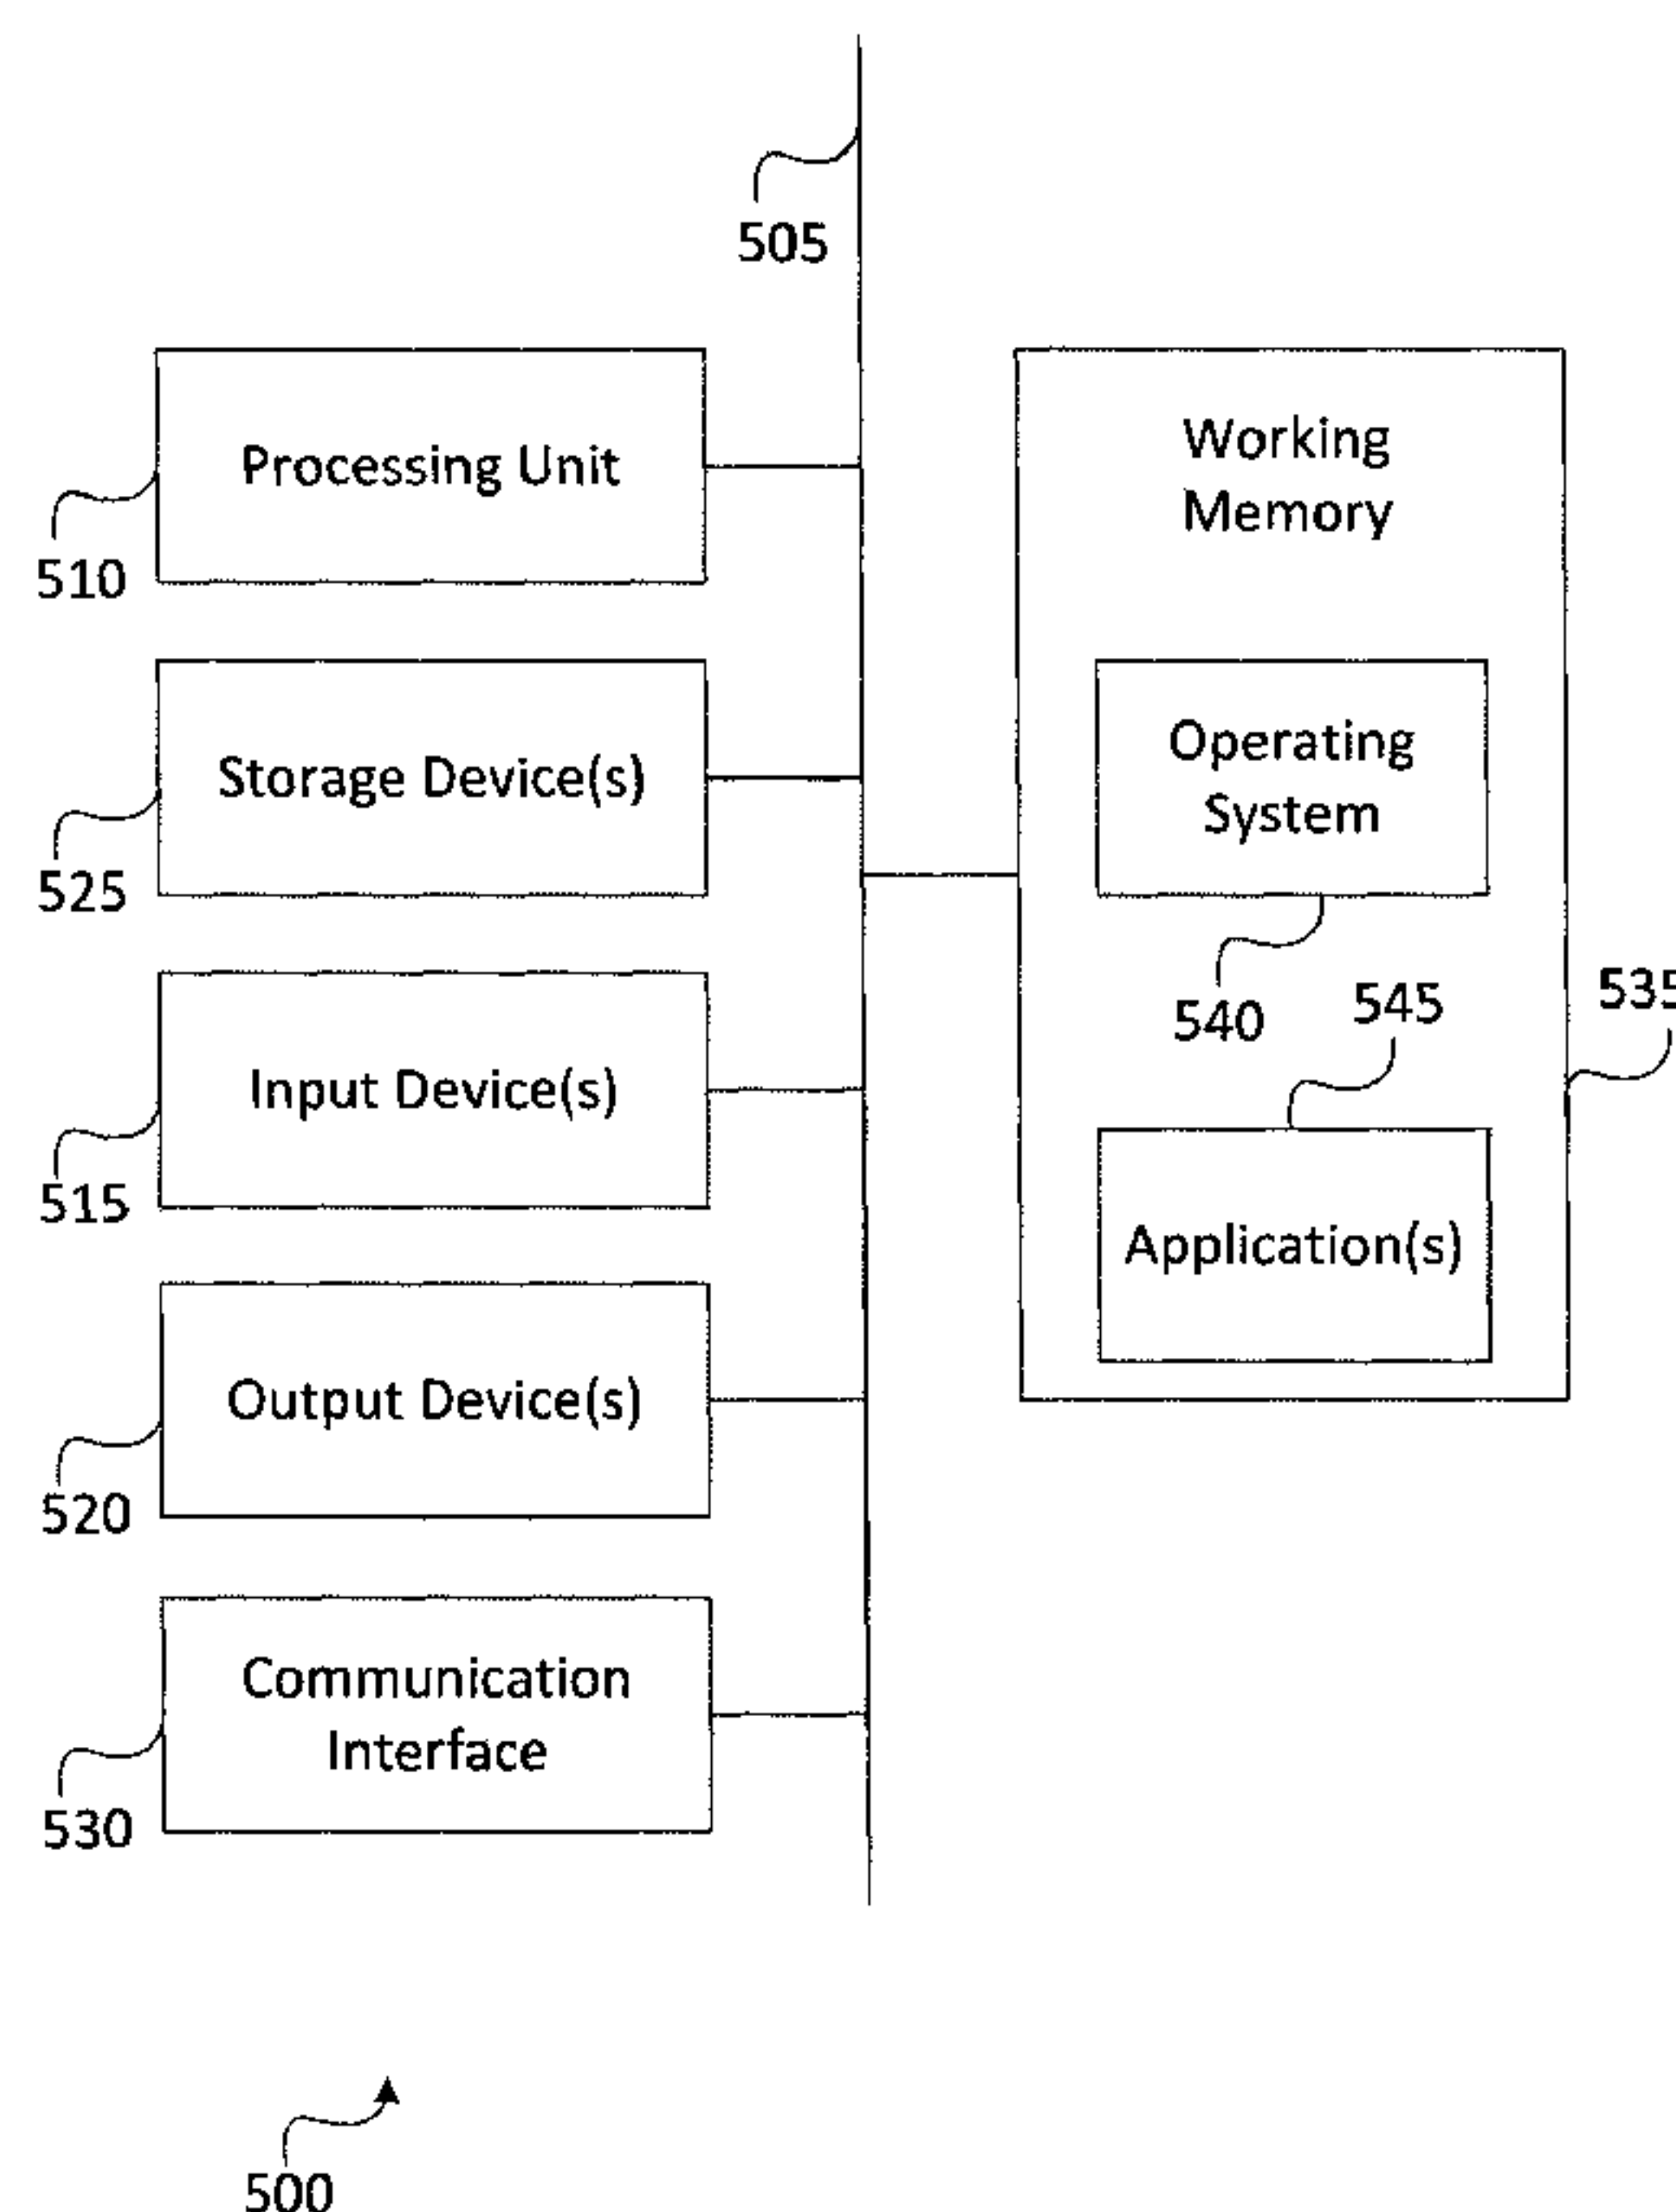 505
Processing Unit
510
Working
Memory
Storage Device(s)
525
Operating
System
540
545
535
Input Device(s)
515
Application(s)
Output Device(s)
520
Communication
Interface
530
500